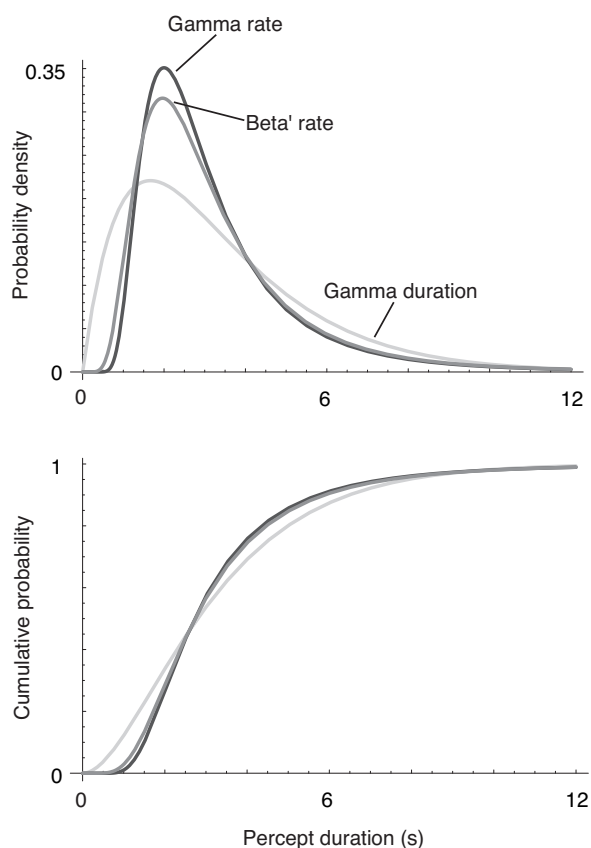 Gamma rate
0.35
Beta' rate
Probability density
Gamma duration
0
0
6
12
1
Cumulative probability
0
0
6
12
Percept duration (s)